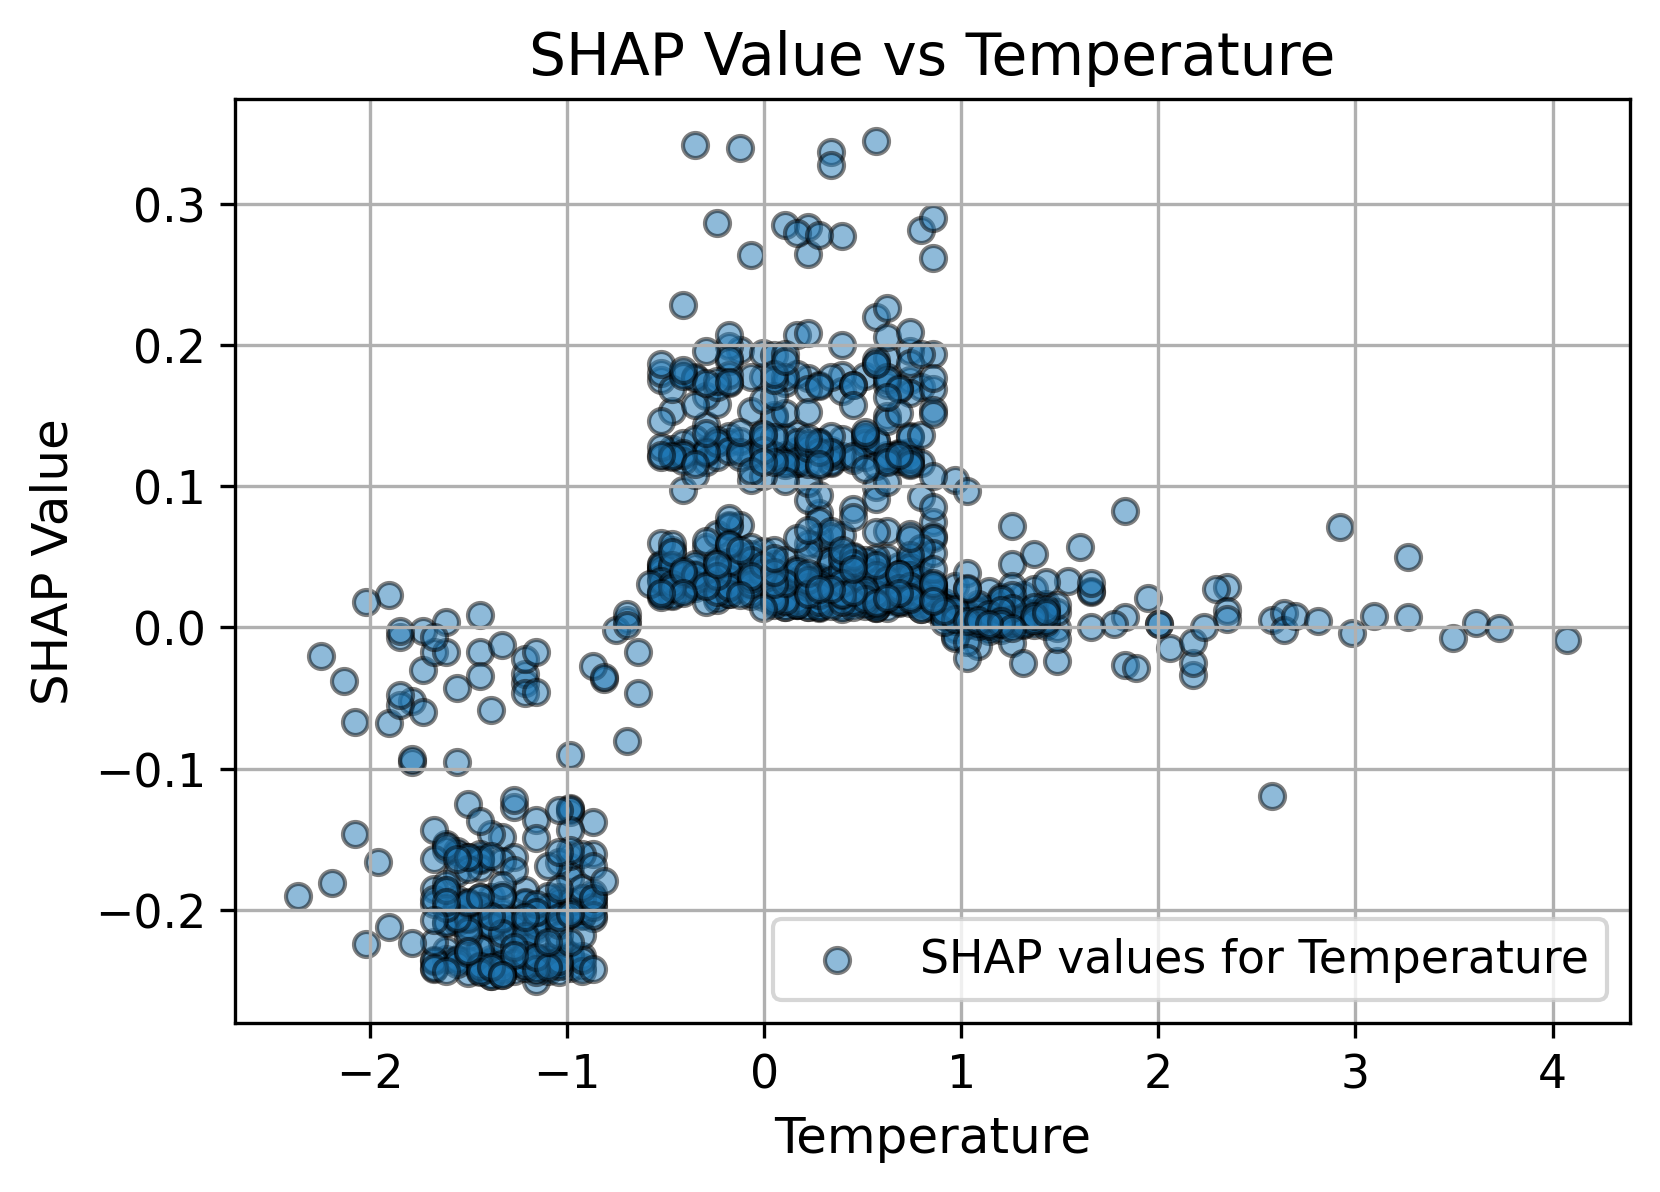 SHAP Value vs Temperature
SHAP Value
0.3
0.2
0.1
0.0
−0.1
−0.2
SHAP values for Temperature
−2 −1 0 1 2 3 4
Temperature